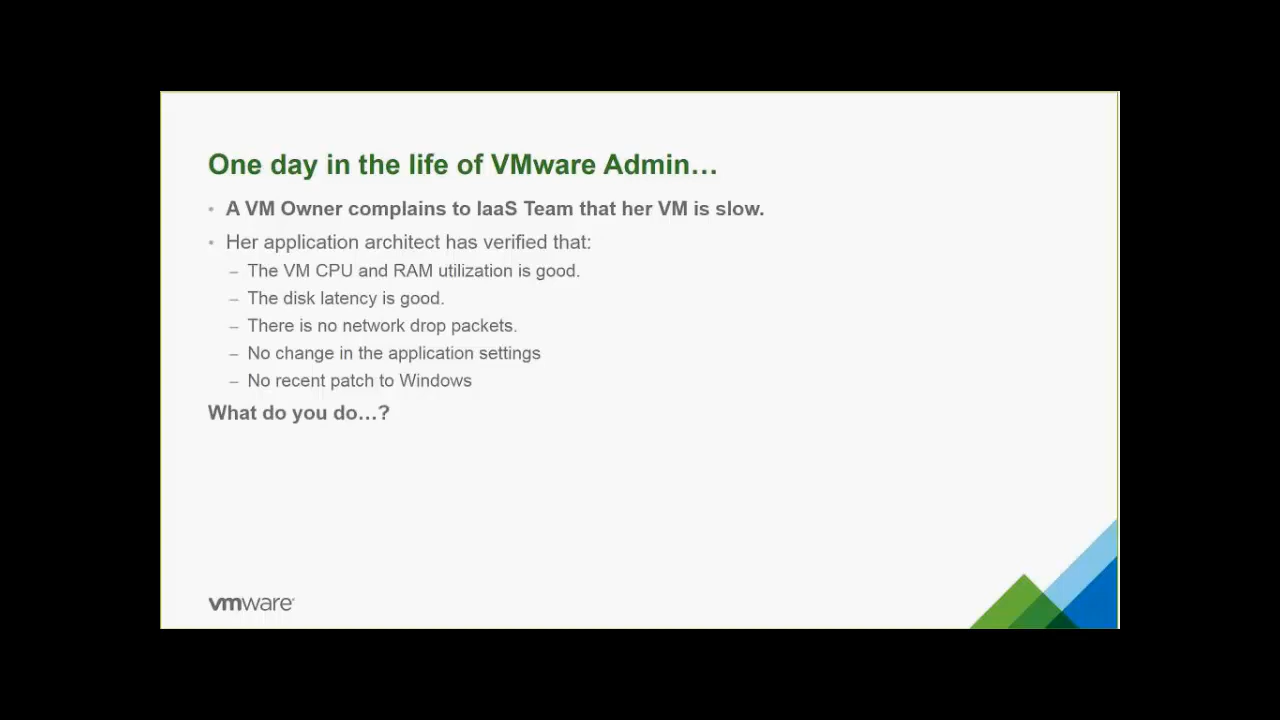 One day in the life of VMware Admin…
• A VM Owner complains to IaaS Team that her VM is slow.
• Her application architect has verified that:
– The VM CPU and RAM utilization is good.
– The disk latency is good.
– There is no network drop packets.
– No change in the application settings
– No recent patch to Windows
What do you do…?
vmware